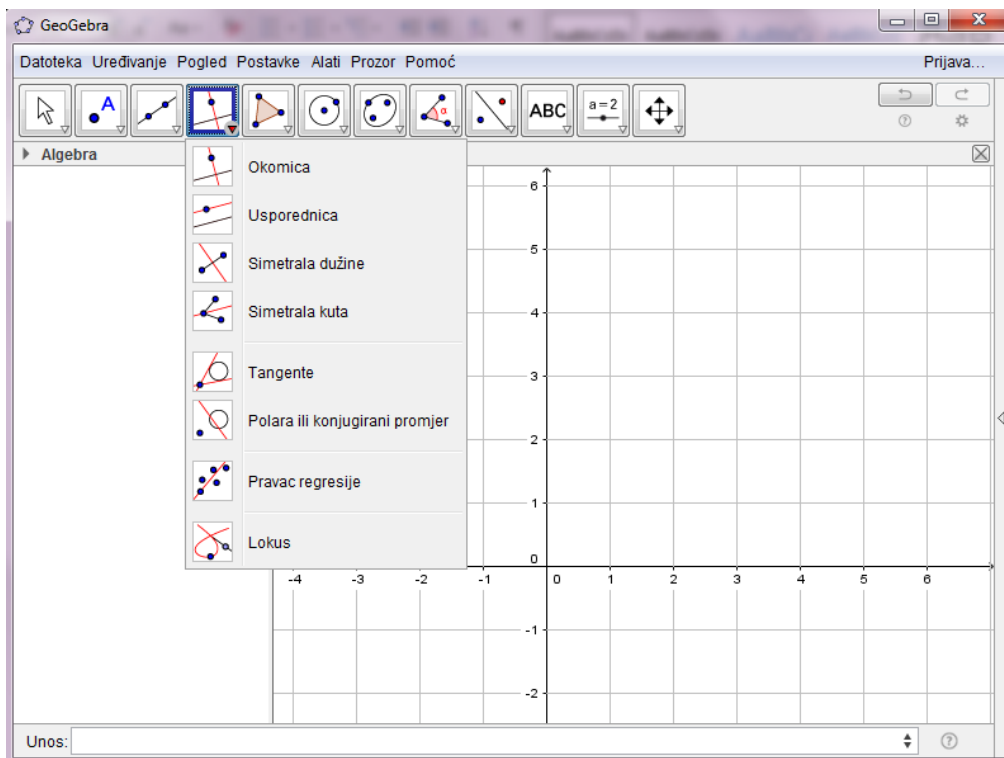 GeoGebra
Datoteka Uređivanje Pogled Postavke Alati Prozor Pomoć Prijava...
A α ABC a=2
Algebra
Okomica
Usporednica
Simetrala dužine
Simetrala kuta
Tangente
Polara ili konjugirani promjer
Pravac regresije
Lokus
6
5
4
3
2
1
0
-4 -3 -2 -1 0 1 2 3 4 5 6
-1
-2
Unos: